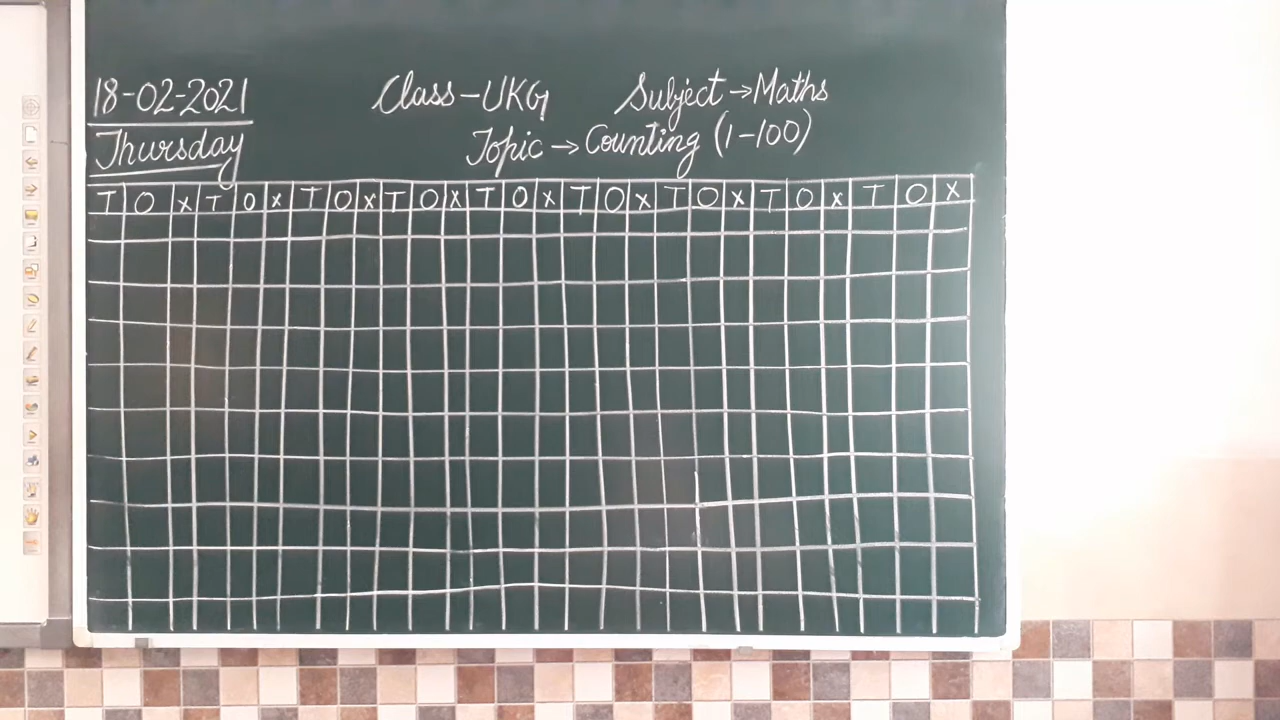 18-02-2021 Class-UKG Subject→Maths
Thursday Topic→Counting (1-100)
T O x T O x T O x T O x T O x T O x T O x T O x T O x